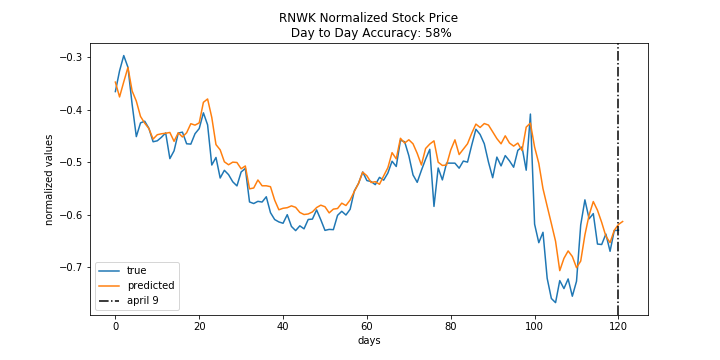 RNWK Normalized Stock Price
Day to Day Accuracy: 58%
−0.3
−0.4
−0.5
−0.6
−0.7
normalized values
true
predicted
april 9
0 20 40 60 80 100 120
days